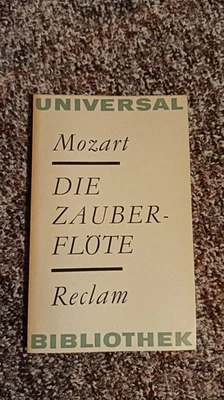 UNIVERSAL
Mozart
DIE
ZAUBER-
FLÖTE
Reclam
BIBLIOTHEK